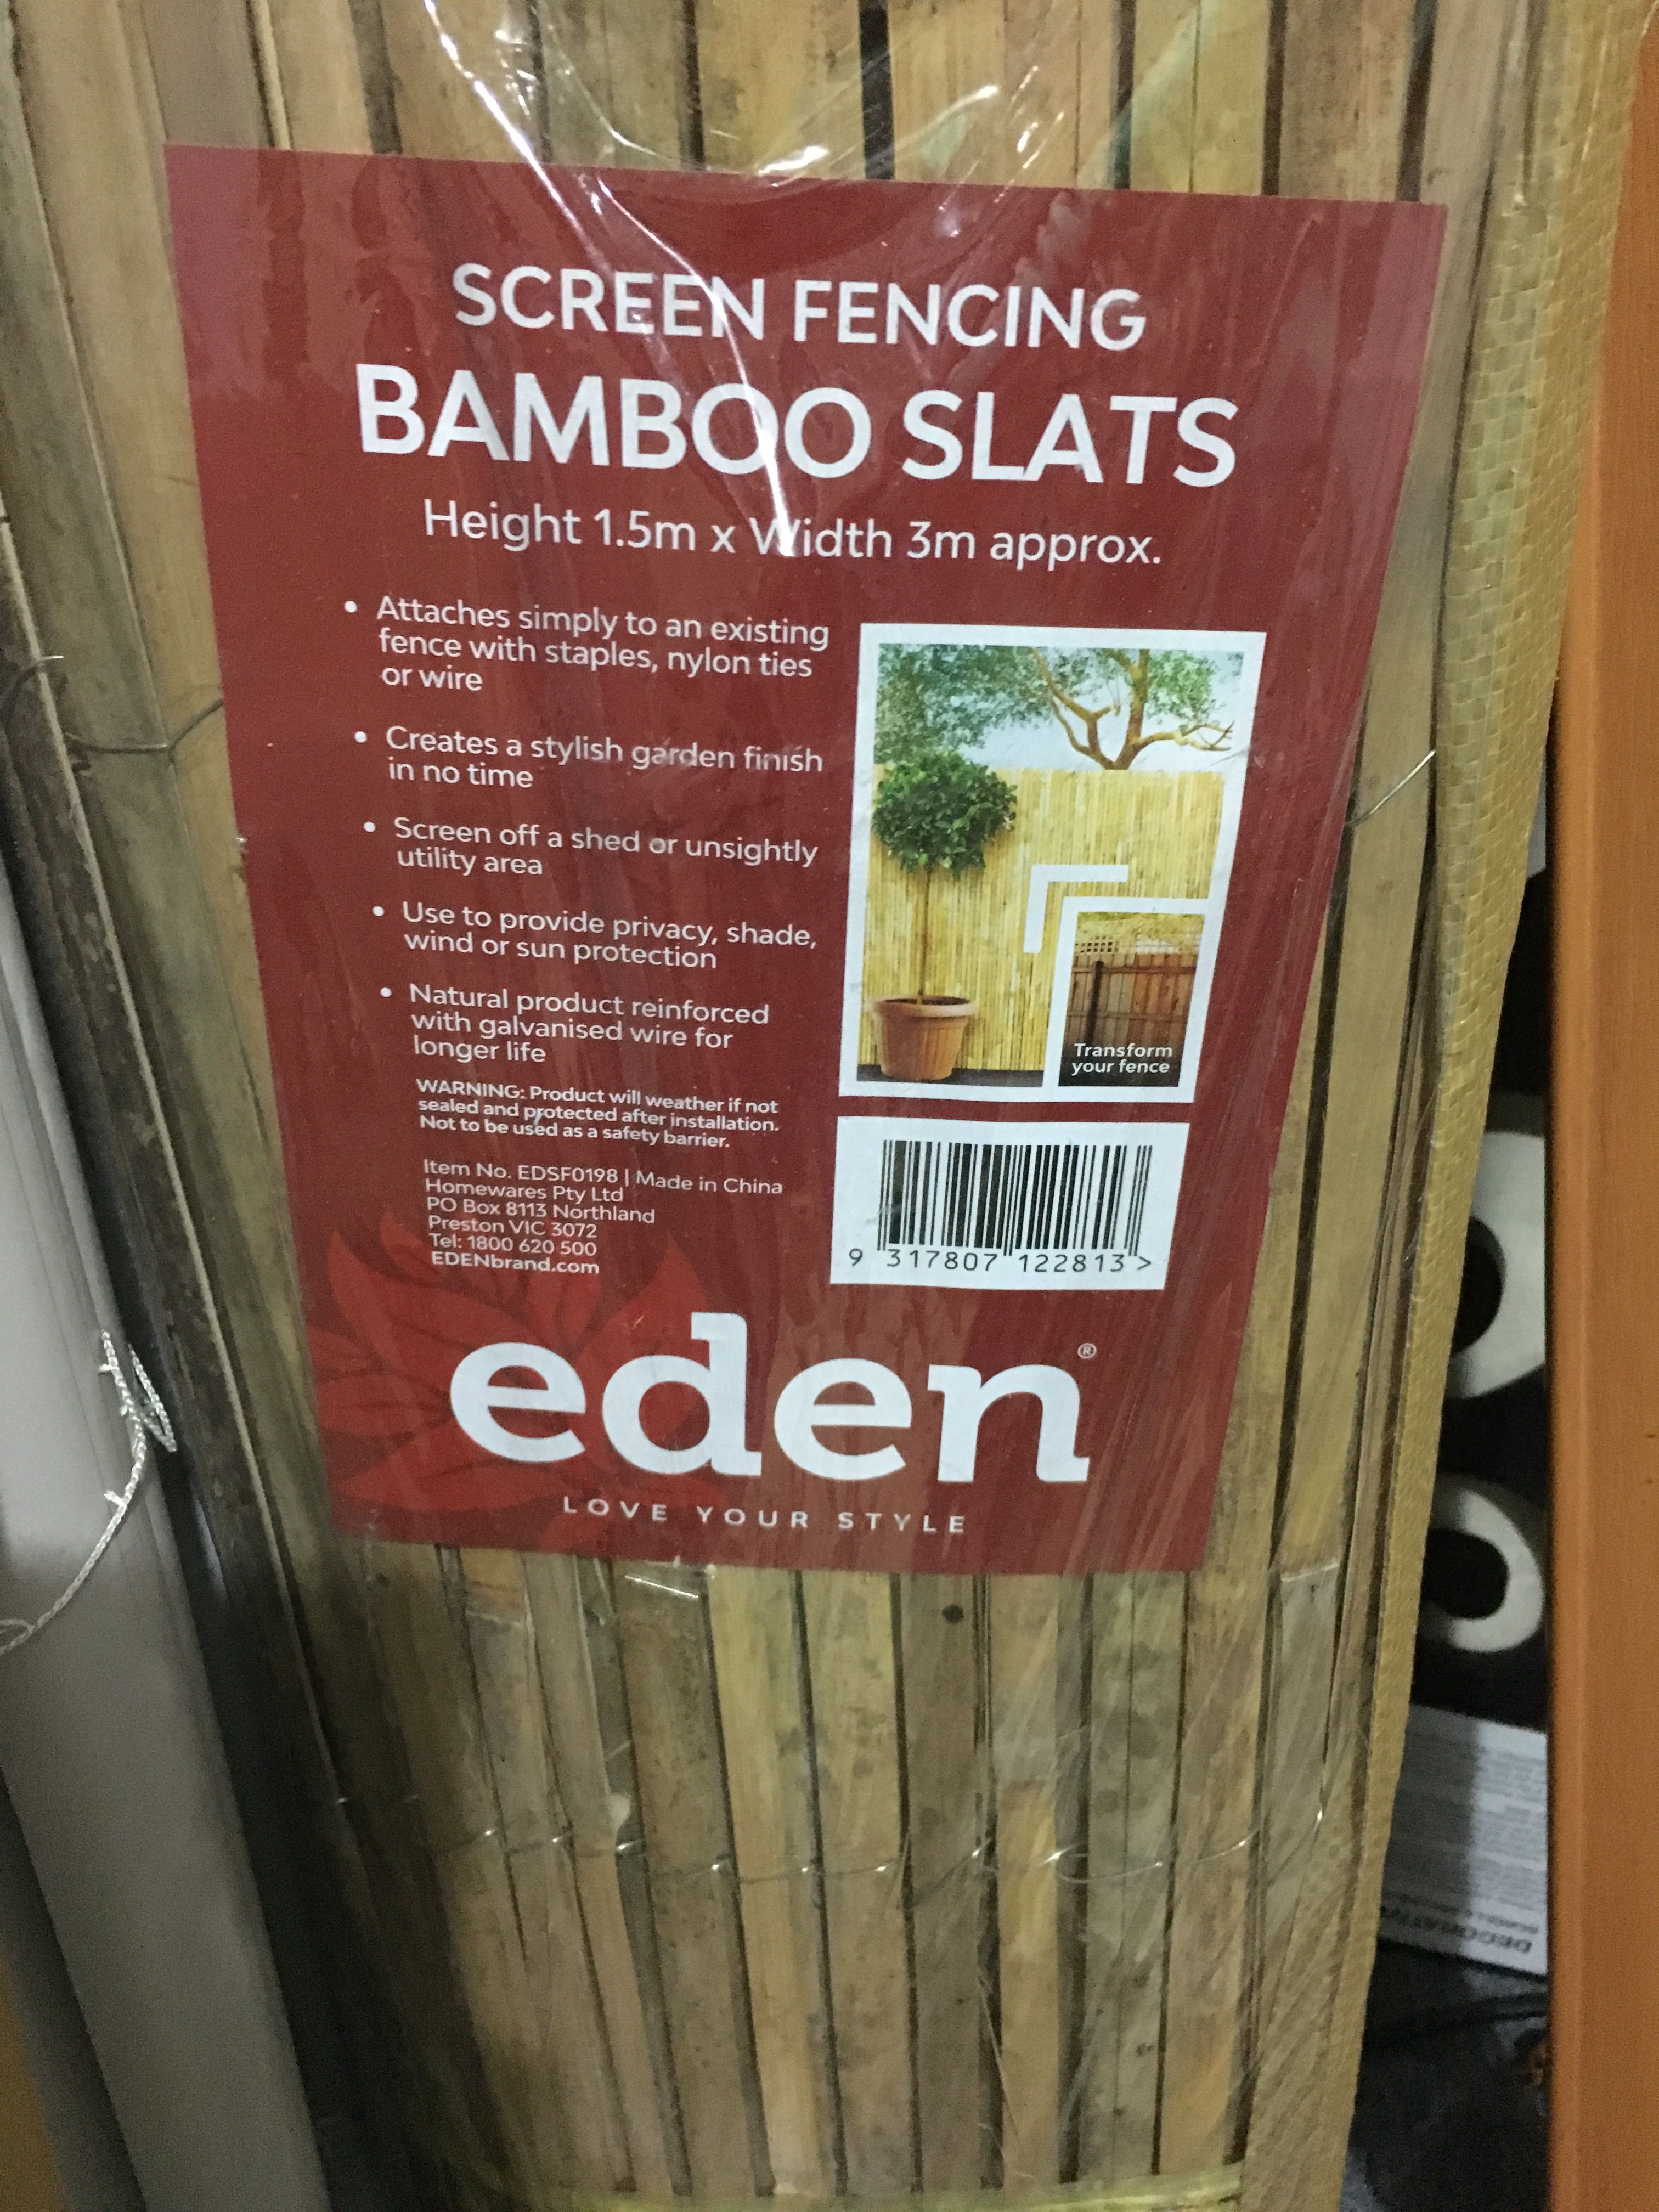 SCREEN FENCING
BAMBOO SLATS
Height 1.5m x Width 3m approx.
• Attaches simply to an existing
fence with staples, nylon ties
or wire
• Creates a stylish garden finish
in no time
• Screen off a shed or unsightly
utility area
• Use to provide privacy, shade,
wind or sun protection
• Natural product reinforced
with galvanised wire for
longer life
WARNING: Product will weather if not
sealed and protected after installation.
Not to be used as a safety barrier.
Item No. EDSF0198 | Made in China
Homewares Pty Ltd
PO Box 8113 Northland
Preston VIC 3072
Tel: 1800 620 500
EDENbrand.com
Transform
your fence
9 317807 122813 >
eden®
LOVE YOUR STYLE
DECORATIVE